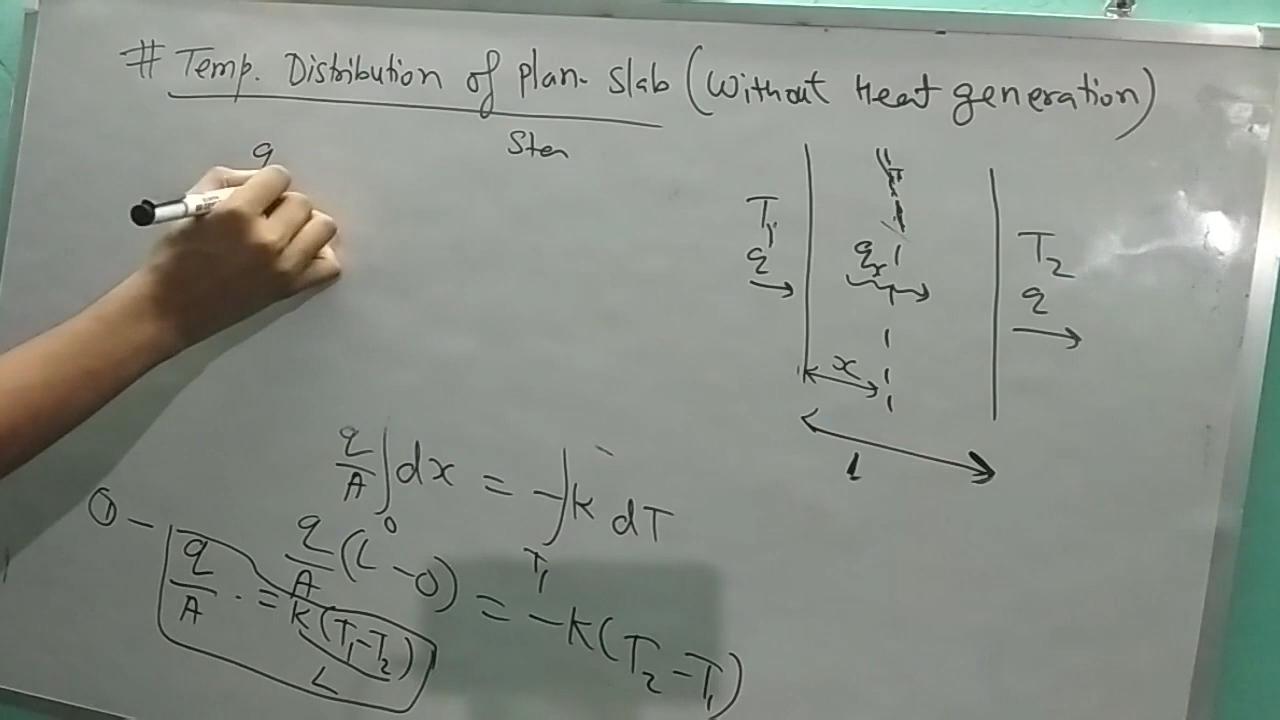 # Temp. Distribution of plan- slab (Without Heat generation)
q
T₁
q
qₓ
T₂
q
x
L
q/A ∫₀ dx = -∫T₁ k dT
q/A (L - 0) = -k(T₂ - T₁)
① - q/A . = k(T₁ - T₂)/L